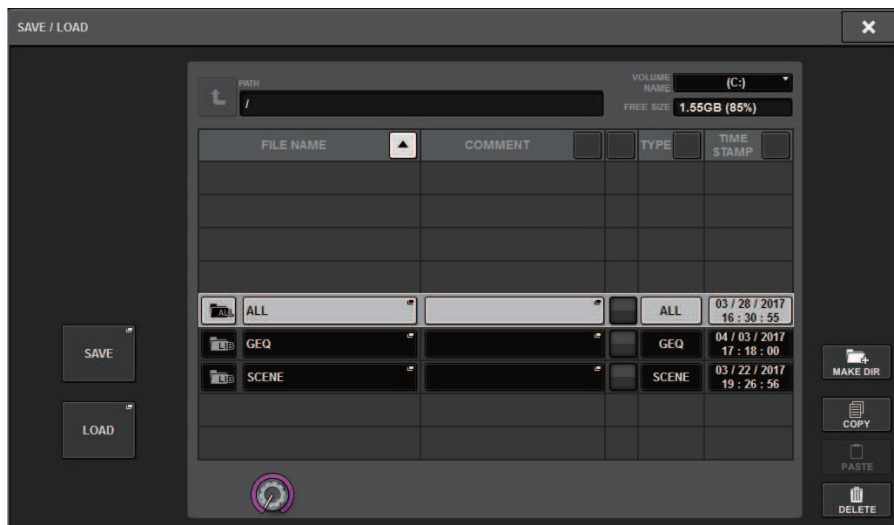 SAVE / LOAD
PATH
/
VOLUME NAME
(C:)
FREE SIZE
1.55GB (85%)
FILE NAME
COMMENT
TYPE
TIME STAMP
ALL
ALL
ALL
03 / 28 / 2017
16 : 30 : 55
LIB
GEQ
GEQ
04 / 03 / 2017
17 : 18 : 00
LIB
SCENE
SCENE
03 / 22 / 2017
19 : 26 : 56
SAVE
LOAD
MAKE DIR
COPY
PASTE
DELETE